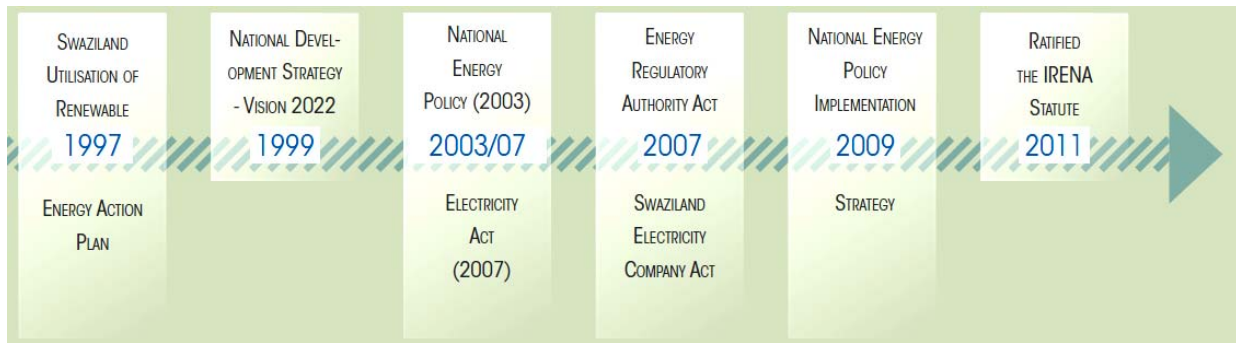 Swaziland
Utilisation of
Renewable
1997
Energy Action
Plan
National Devel-
opment Strategy
- Vision 2022
1999
National
Energy
Policy (2003)
2003/07
Electricity
Act
(2007)
Energy
Regulatory
Authority Act
2007
Swaziland
Electricity
Company Act
National Energy
Policy
Implementation
2009
Strategy
Ratified
the IRENA
Statute
2011